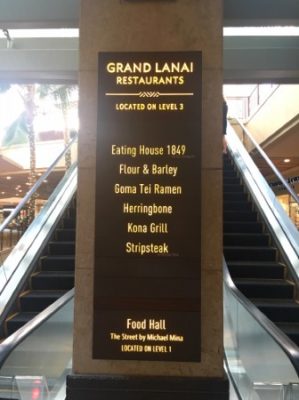 GRAND LANAI
RESTAURANTS
LOCATED ON LEVEL 3
Eating House 1849
Flour & Barley
Goma Tei Ramen
Herringbone
Kona Grill
Stripsteak
Food Hall
The Street by Michael Mina
LOCATED ON LEVEL 1